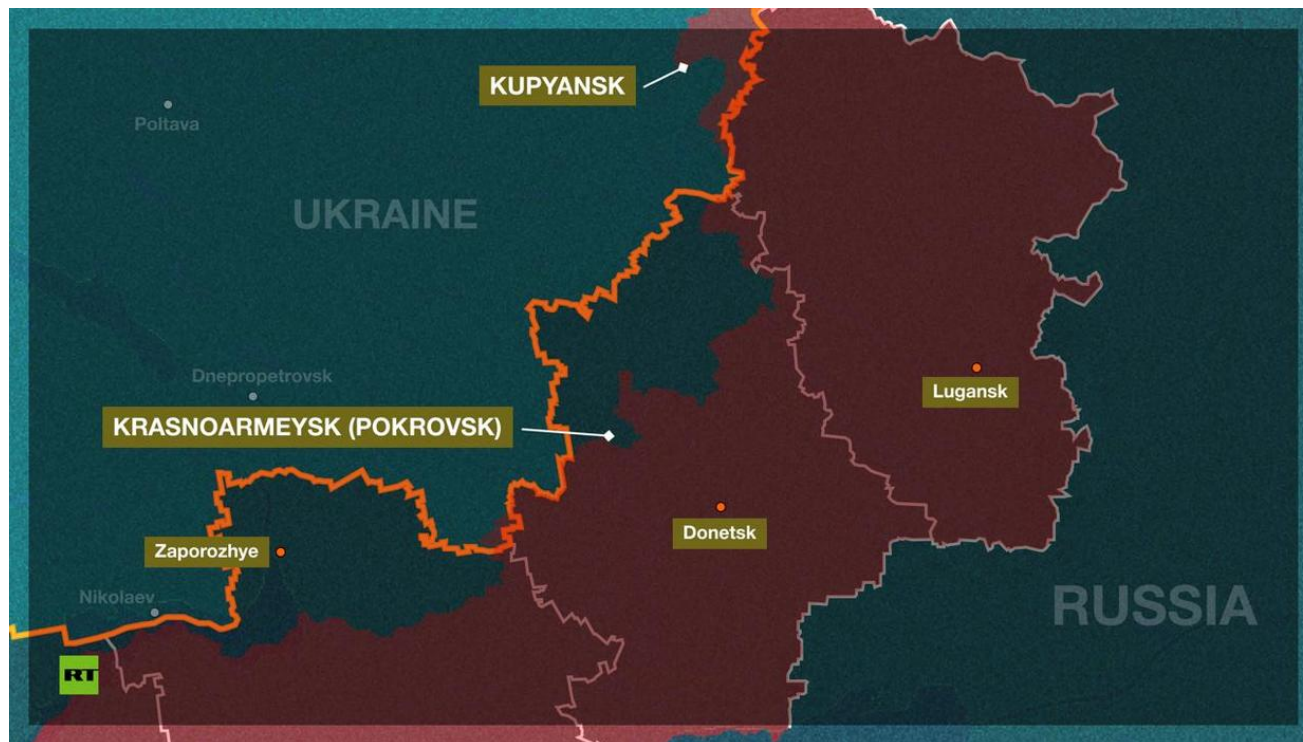 KUPYANSK
Poltava
UKRAINE
Dnepropetrovsk
Lugansk
KRASNOARMEYSK (POKROVSK)
Donetsk
Zaporozhye
Nikolaev
RUSSIA
RT